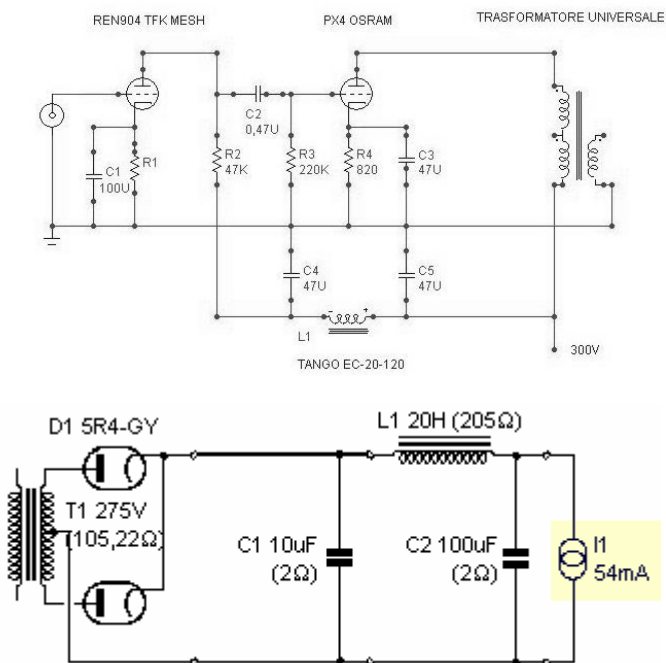 REN904 TFK MESH
PX4 OSRAM
TRASFORMATORE UNIVERSALE
C2
0,47U
C1
100U
R1
R2
47K
R3
220K
R4
820
C3
47U
C4
47U
C5
47U
L1
TANGO EC-20-120
300V
D1 5R4-GY
L1 20H (205Ω)
T1 275V
(105,22Ω)
C1 10uF
(2Ω)
C2 100uF
(2Ω)
I1
54mA